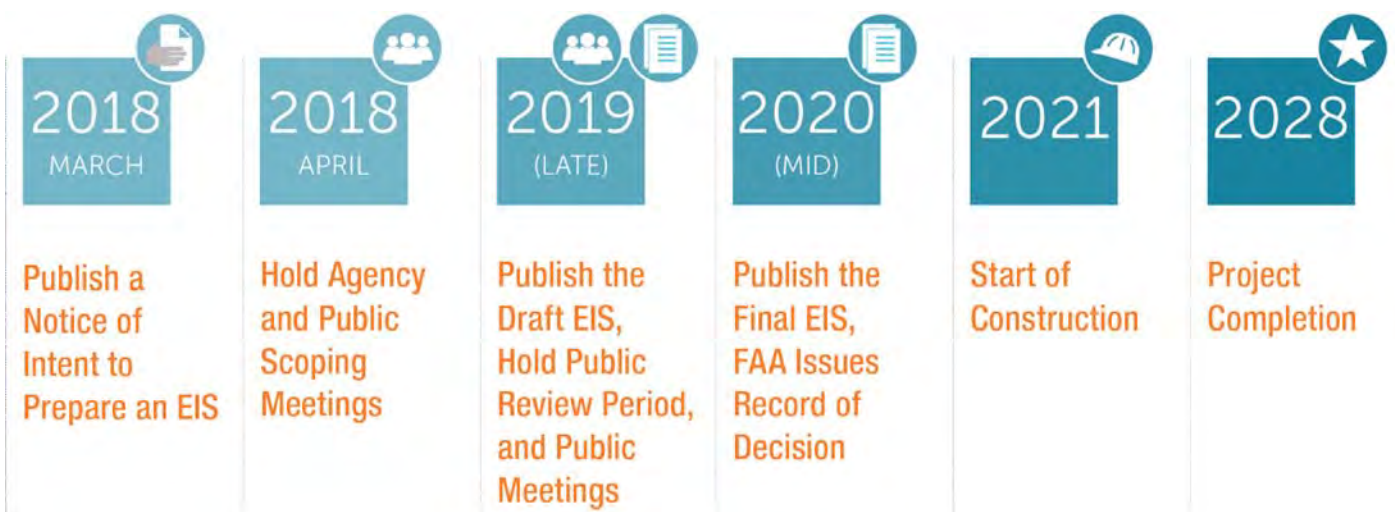 2018
MARCH
Publish a
Notice of
Intent to
Prepare an EIS
2018
APRIL
Hold Agency
and Public
Scoping
Meetings
2019
(LATE)
Publish the
Draft EIS,
Hold Public
Review Period,
and Public
Meetings
2020
(MID)
Publish the
Final EIS,
FAA Issues
Record of
Decision
2021
Start of
Construction
2028
Project
Completion